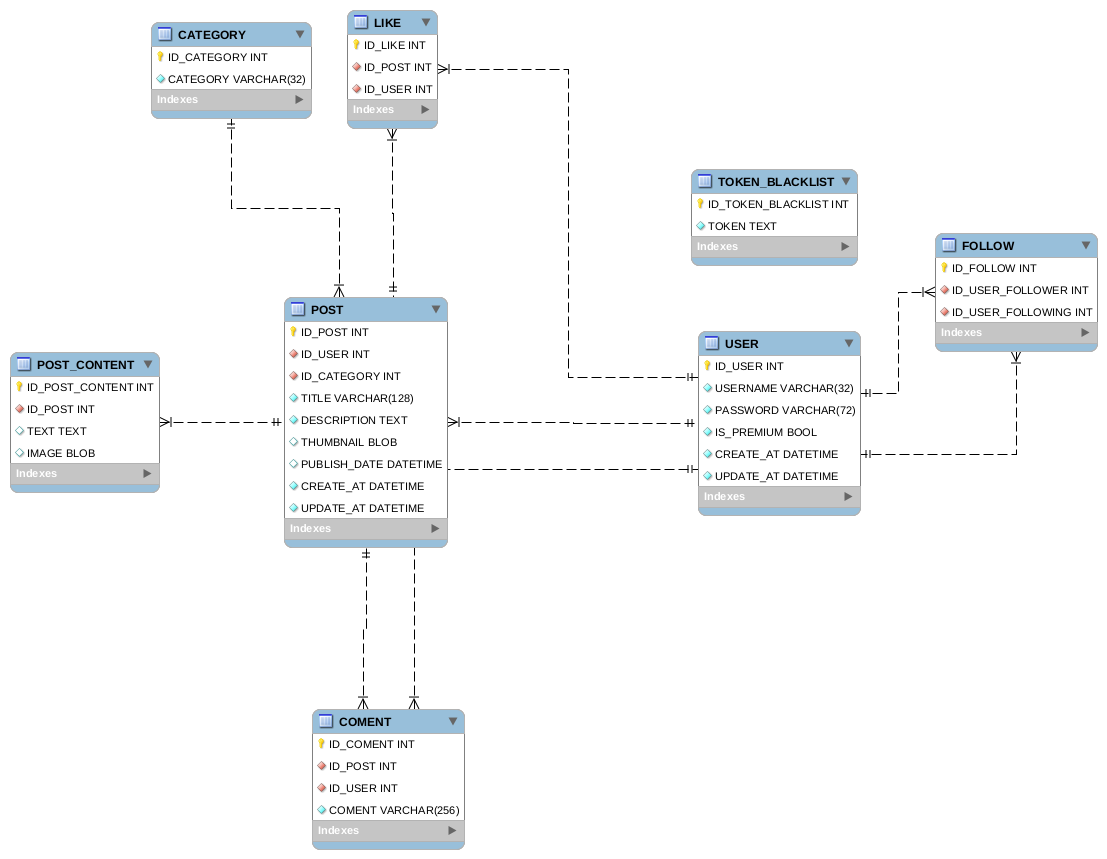 CATEGORY
ID_CATEGORY INT
CATEGORY VARCHAR(32)
Indexes
LIKE
ID_LIKE INT
ID_POST INT
ID_USER INT
Indexes
TOKEN_BLACKLIST
ID_TOKEN_BLACKLIST INT
TOKEN TEXT
Indexes
FOLLOW
ID_FOLLOW INT
ID_USER_FOLLOWER INT
ID_USER_FOLLOWING INT
Indexes
POST
ID_POST INT
ID_USER INT
ID_CATEGORY INT
TITLE VARCHAR(128)
DESCRIPTION TEXT
THUMBNAIL BLOB
PUBLISH_DATE DATETIME
CREATE_AT DATETIME
UPDATE_AT DATETIME
Indexes
USER
ID_USER INT
USERNAME VARCHAR(32)
PASSWORD VARCHAR(72)
IS_PREMIUM BOOL
CREATE_AT DATETIME
UPDATE_AT DATETIME
Indexes
POST_CONTENT
ID_POST_CONTENT INT
ID_POST INT
TEXT TEXT
IMAGE BLOB
Indexes
COMENT
ID_COMENT INT
ID_POST INT
ID_USER INT
COMENT VARCHAR(256)
Indexes